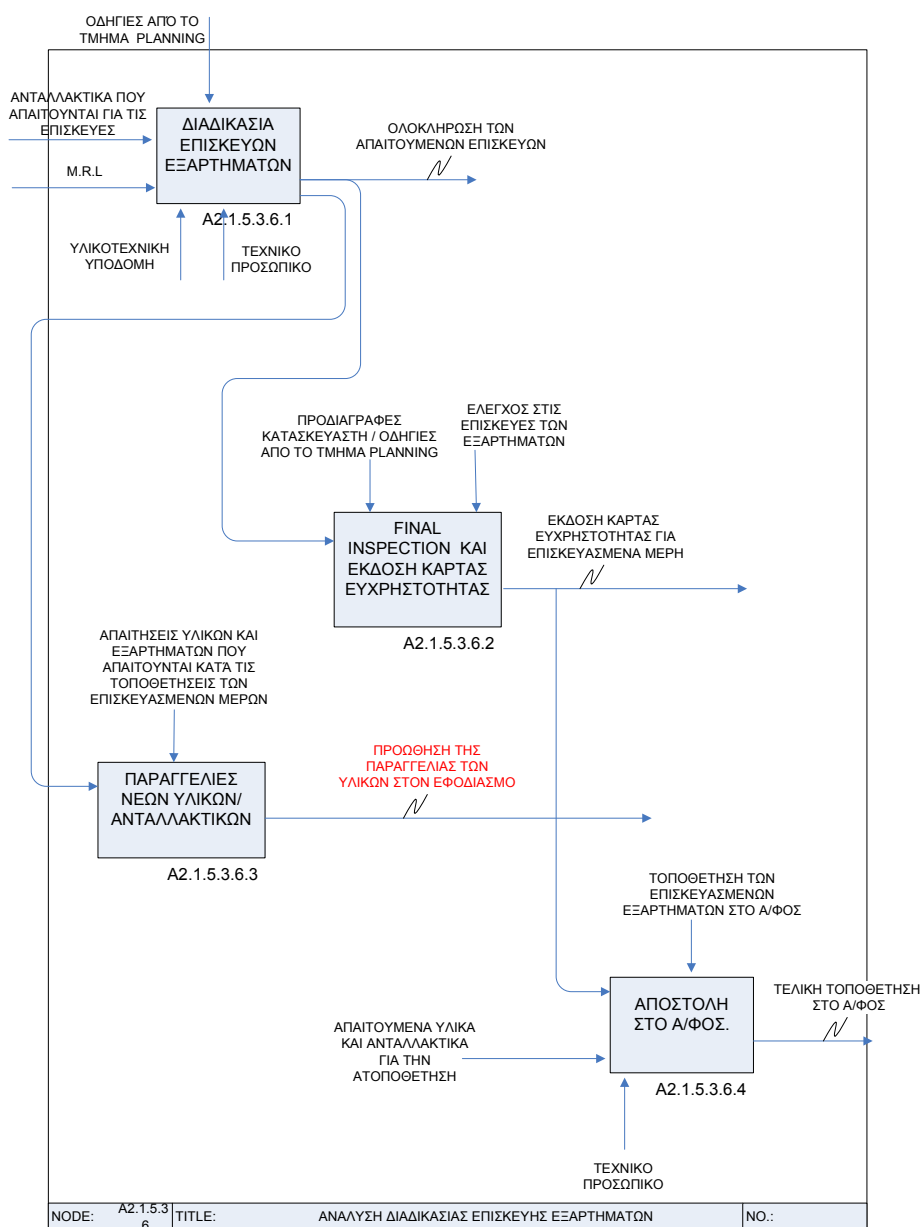 ΟΔΗΓΙΕΣ ΑΠΌ ΤΟ
ΤΜΗΜΑ PLANNING
ΑΝΤΑΛΛΑΚΤΙΚΑ ΠΟΥ
ΑΠΑΙΤΟΥΝΤΑΙ ΓΙΑ ΤΙΣ
ΕΠΙΣΚΕΥΕΣ
M.R.L
ΔΙΑΔΙΚΑΣΙΑ
ΕΠΙΣΚΕΥΩΝ
ΕΞΑΡΤΗΜΑΤΩΝ
A2.1.5.3.6.1
ΟΛΟΚΛΗΡΩΣΗ ΤΩΝ
ΑΠΑΙΤΟΥΜΕΝΩΝ ΕΠΙΣΚΕΥΩΝ
ΥΛΙΚΟΤΕΧΝΙΚΗ
ΥΠΟΔΟΜΗ
ΤΕΧΝΙΚΟ
ΠΡΟΣΩΠΙΚΟ
ΠΡΟΔΙΑΓΡΑΦΕΣ
ΚΑΤΑΣΚΕΥΑΣΤΗ / ΟΔΗΓΙΕΣ
ΑΠΟ ΤΟ ΤΜΗΜΑ PLANNING
ΕΛΕΓΧΟΣ ΣΤΙΣ
ΕΠΙΣΚΕΥΕΣ ΤΩΝ
ΕΞΑΡΤΗΜΑΤΩΝ
FINAL
INSPECTION ΚΑΙ
ΕΚΔΟΣΗ ΚΑΡΤΑΣ
ΕΥΧΡΗΣΤΟΤΗΤΑΣ
A2.1.5.3.6.2
ΕΚΔΟΣΗ ΚΑΡΤΑΣ
ΕΥΧΡΗΣΤΟΤΗΤΑΣ ΓΙΑ
ΕΠΙΣΚΕΥΑΣΜΕΝΑ ΜΕΡΗ
ΑΠΑΙΤΗΣΕΙΣ ΥΛΙΚΩΝ ΚΑΙ
ΕΞΑΡΤΗΜΑΤΩΝ ΠΟΥ
ΑΠΑΙΤΟΥΝΤΑΙ ΚΑΤΆ ΤΙΣ
ΤΟΠΟΘΕΤΗΣΕΙΣ ΤΩΝ
ΕΠΙΣΚΕΥΑΣΜΕΝΩΝ ΜΕΡΩΝ
ΠΑΡΑΓΓΕΛΙΕΣ
ΝΕΩΝ ΥΛΙΚΩΝ/
ΑΝΤΑΛΛΑΚΤΙΚΩΝ
A2.1.5.3.6.3
ΠΡΟΩΘΗΣΗ ΤΗΣ
ΠΑΡΑΓΓΕΛΙΑΣ ΤΩΝ
ΥΛΙΚΩΝ ΣΤΟΝ ΕΦΟΔΙΑΣΜΟ
ΤΟΠΟΘΕΤΗΣΗ ΤΩΝ
ΕΠΙΣΚΕΥΑΣΜΕΝΩΝ
ΕΞΑΡΤΗΜΑΤΩΝ ΣΤΟ Α/ΦΟΣ
ΑΠΟΣΤΟΛΗ
ΣΤΟ Α/ΦΟΣ.
A2.1.5.3.6.4
ΤΕΛΙΚΗ ΤΟΠΟΘΕΤΗΣΗ
ΣΤΟ Α/ΦΟΣ
ΑΠΑΙΤΟΥΜΕΝΑ ΥΛΙΚΑ
ΚΑΙ ΑΝΤΑΛΛΑΚΤΙΚΑ
ΓΙΑ ΤΗΝ
ΑΤΟΠΟΘΕΤΗΣΗ
ΤΕΧΝΙΚΟ
ΠΡΟΣΩΠΙΚΟ
NODE: A2.1.5.3
6 TITLE: ΑΝΑΛΥΣΗ ΔΙΑΔΙΚΑΣΙΑΣ ΕΠΙΣΚΕΥΗΣ ΕΞΑΡΤΗΜΑΤΩΝ NO.: